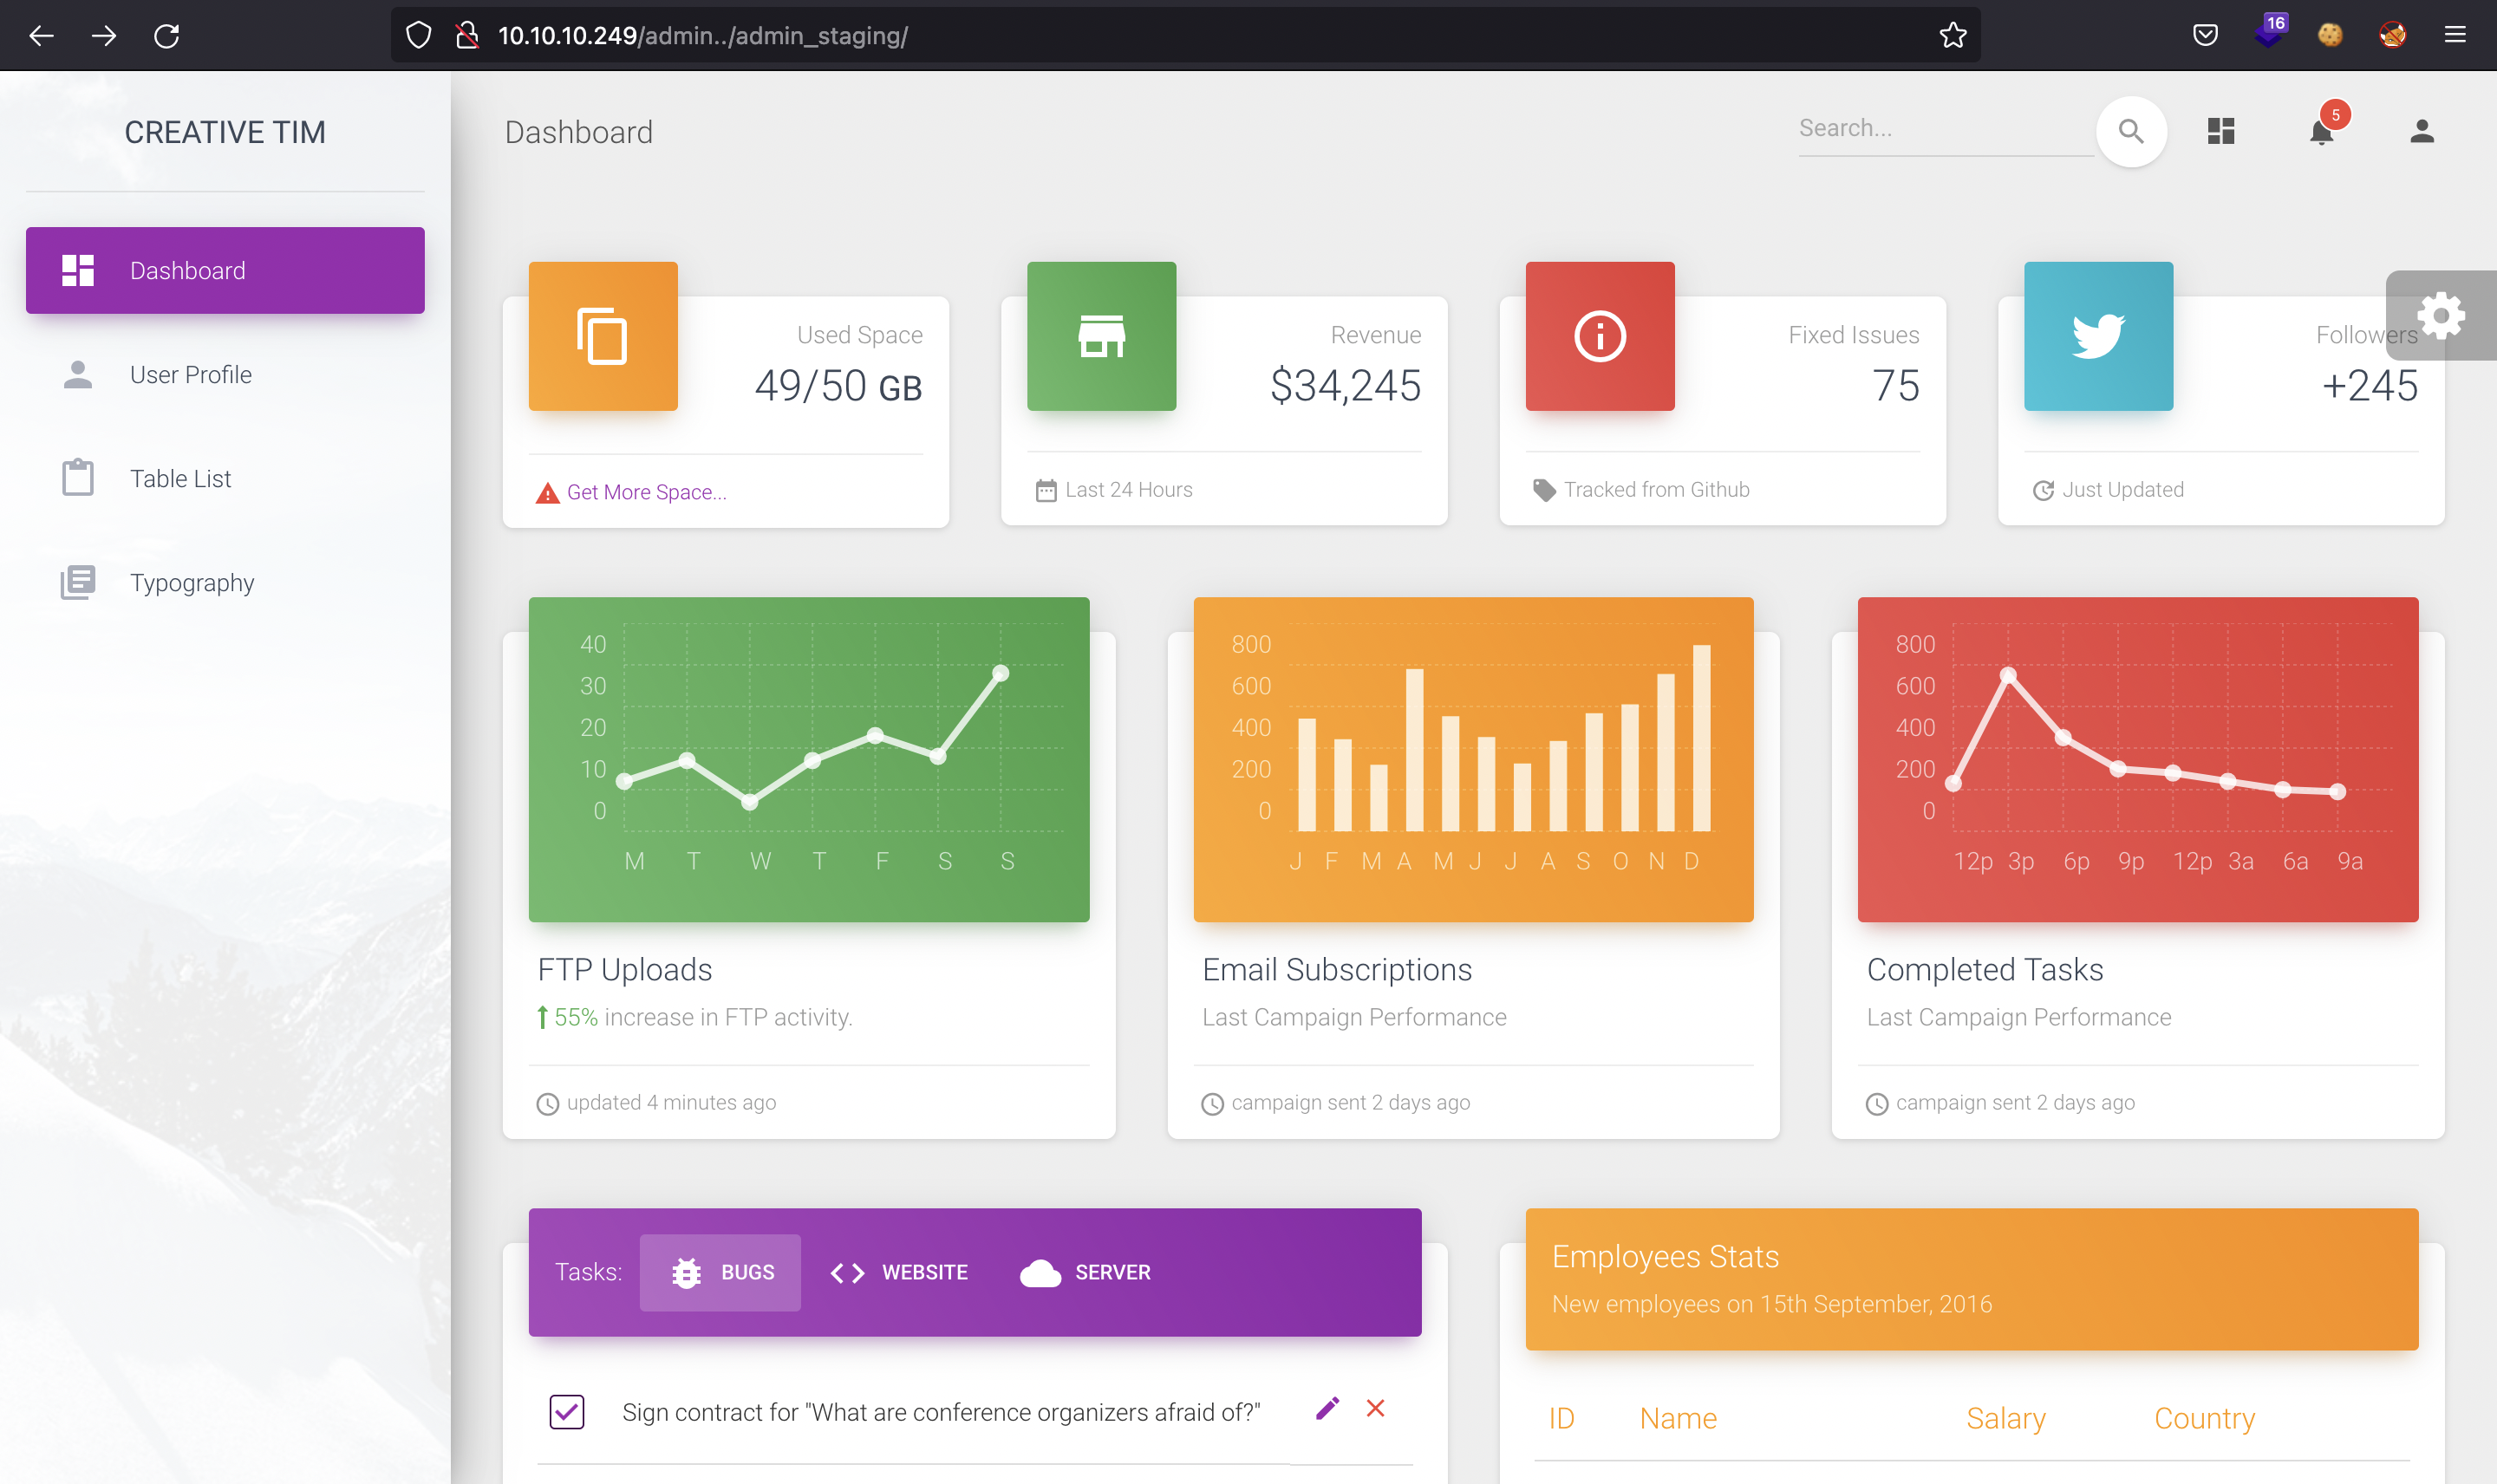 10.10.10.249/admin../admin_staging/
16
CREATIVE TIM
Dashboard
Search...
5
Dashboard
User Profile
Table List
Typography
Used Space
49/50 GB
Get More Space...
Revenue
$34,245
Last 24 Hours
Fixed Issues
75
Tracked from Github
Followers
+245
Just Updated
40
30
20
10
0
M T W T F S S
FTP Uploads
55% increase in FTP activity.
updated 4 minutes ago
800
600
400
200
0
J F M A M J J A S O N D
Email Subscriptions
Last Campaign Performance
campaign sent 2 days ago
800
600
400
200
0
12p 3p 6p 9p 12p 3a 6a 9a
Completed Tasks
Last Campaign Performance
campaign sent 2 days ago
Tasks: BUGS WEBSITE SERVER
Sign contract for "What are conference organizers afraid of?"
Employees Stats
New employees on 15th September, 2016
ID Name Salary Country